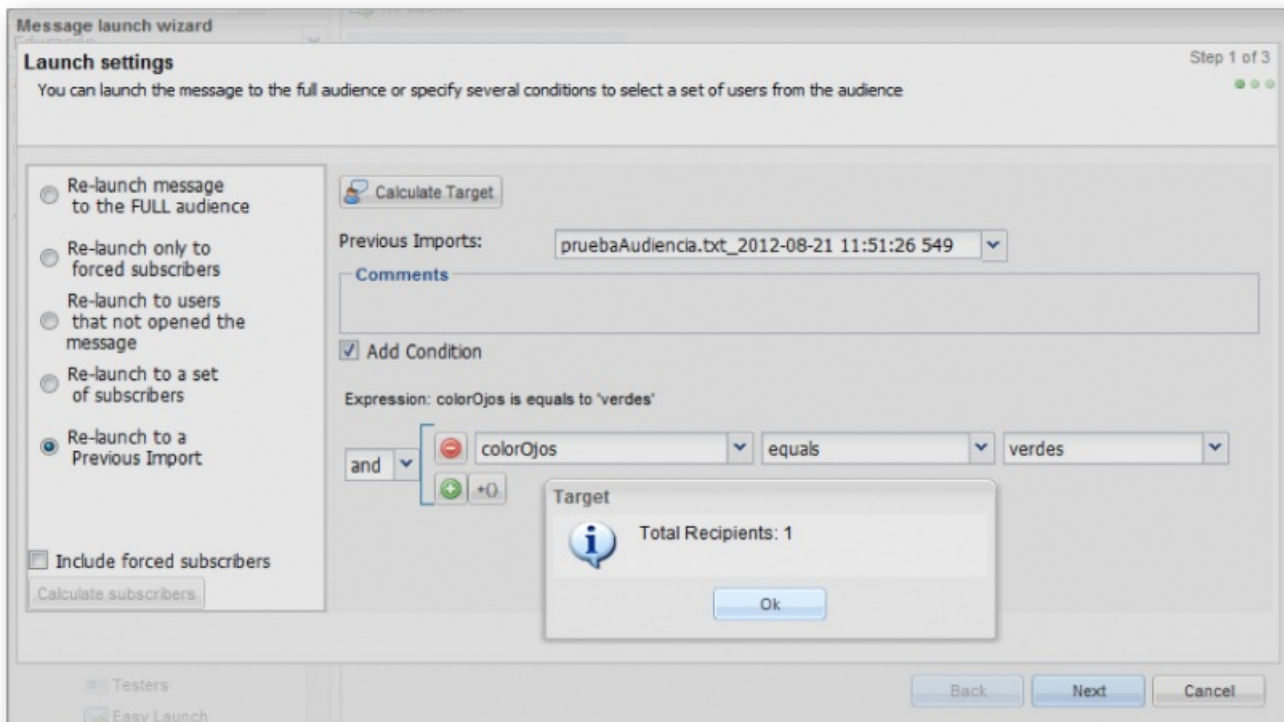 Message launch wizard
Educación
Launch settings
Step 1 of 3
You can launch the message to the full audience or specify several conditions to select a set of users from the audience
Re-launch message
to the FULL audience
Re-launch only to
forced subscribers
Re-launch to users
that not opened the
message
Re-launch to a set
of subscribers
Re-launch to a
Previous Import
Include forced subscribers
Calculate subscribers
Calculate Target
Previous Imports:
pruebaAudiencia.txt_2012-08-21 11:51:26 549
Comments
Add Condition
Expression: colorOjos is equals to 'verdes'
and
colorOjos
equals
verdes
+()
Target
Total Recipients: 1
Ok
Testers
Easy Launch
Back
Next
Cancel